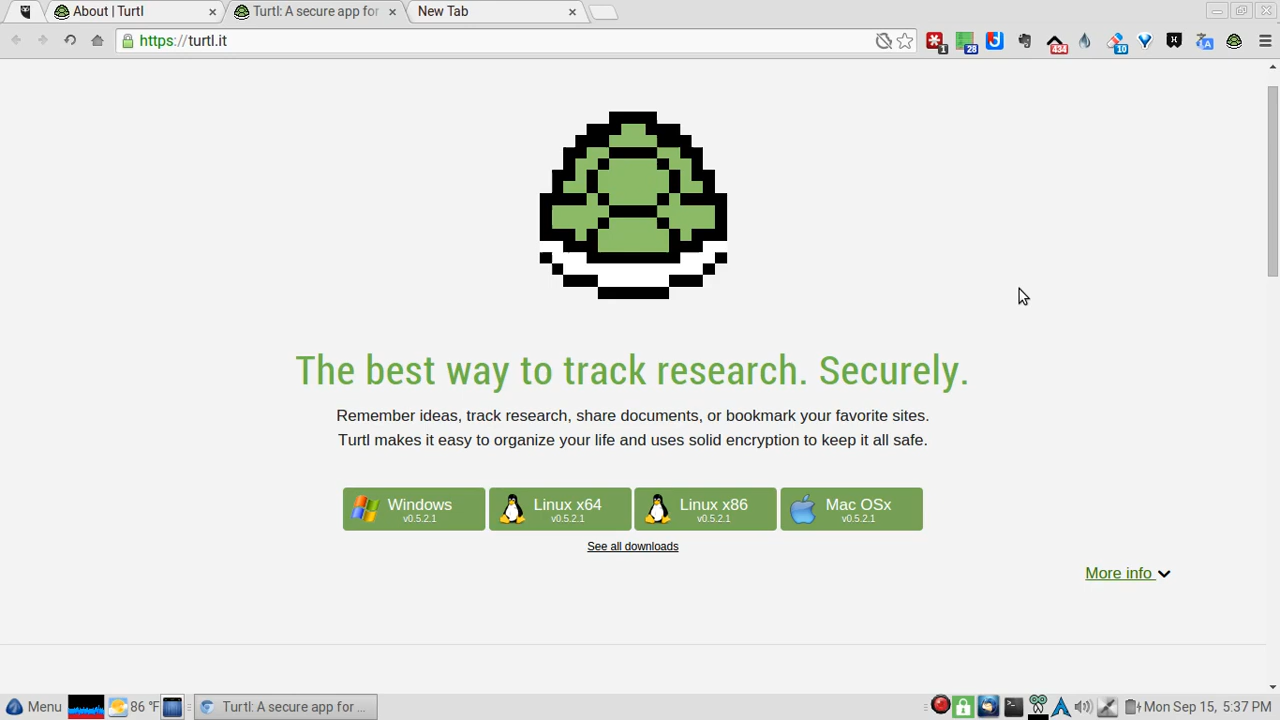 About | Turtl
Turtl: A secure app for
New Tab
https://turtl.it
1
28
434
10
The best way to track research. Securely.
Remember ideas, track research, share documents, or bookmark your favorite sites.
Turtl makes it easy to organize your life and uses solid encryption to keep it all safe.
Windows
v0.5.2.1
Linux x64
v0.5.2.1
Linux x86
v0.5.2.1
Mac OSx
v0.5.2.1
See all downloads
More info
Menu
86 °F
Turtl: A secure app for ...
Mon Sep 15, 5:37 PM